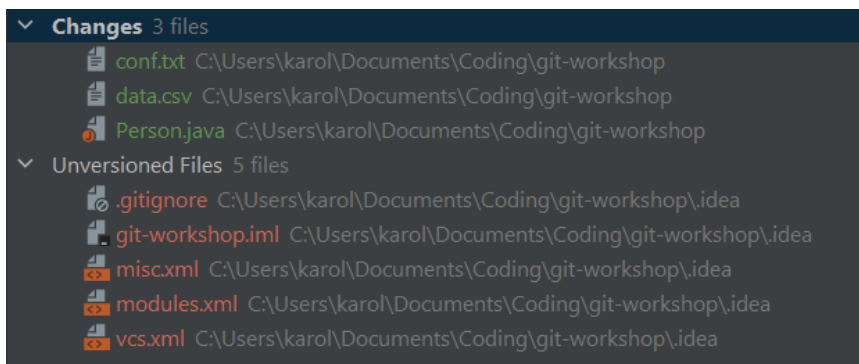 Changes 3 files
conf.txt C:\Users\karol\Documents\Coding\git-workshop
data.csv C:\Users\karol\Documents\Coding\git-workshop
Person.java C:\Users\karol\Documents\Coding\git-workshop
Unversioned Files 5 files
.gitignore C:\Users\karol\Documents\Coding\git-workshop\.idea
git-workshop.iml C:\Users\karol\Documents\Coding\git-workshop\.idea
misc.xml C:\Users\karol\Documents\Coding\git-workshop\.idea
modules.xml C:\Users\karol\Documents\Coding\git-workshop\.idea
vcs.xml C:\Users\karol\Documents\Coding\git-workshop\.idea